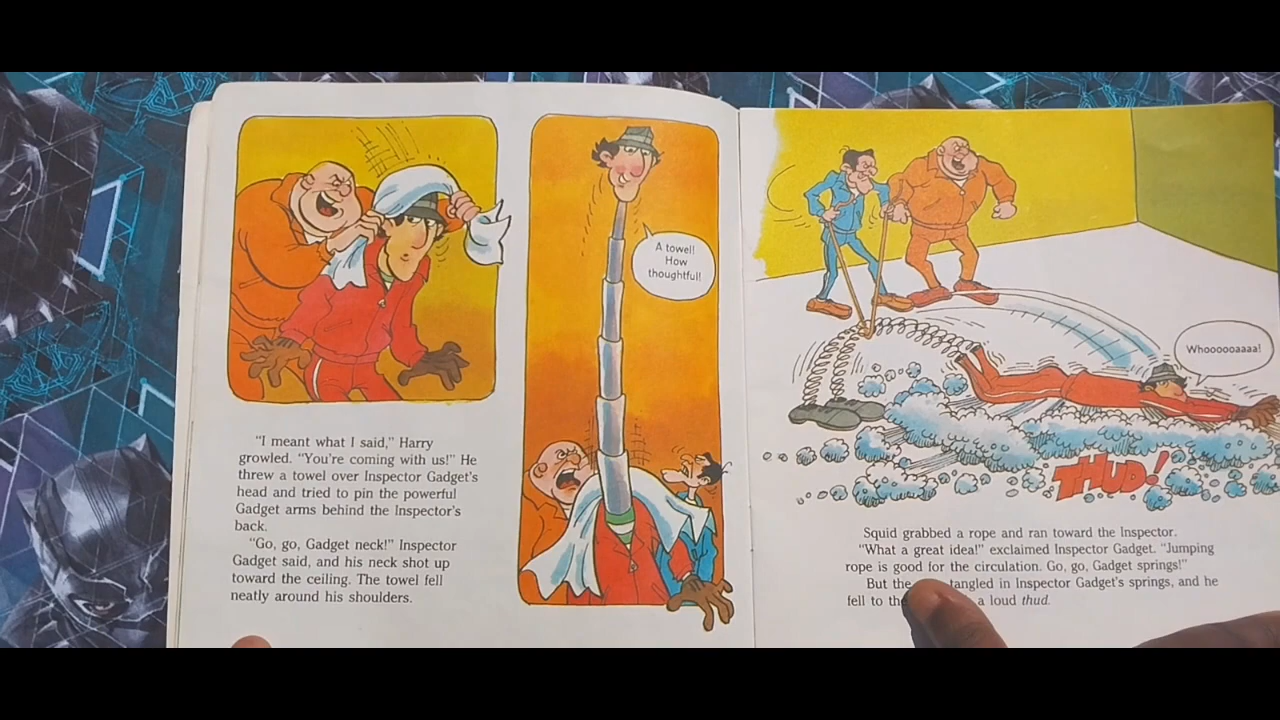 "I meant what I said," Harry
growled. "You're coming with us!" He
threw a towel over Inspector Gadget's
head and tried to pin the powerful
Gadget arms behind the Inspector's
back.
"Go, go, Gadget neck!" Inspector
Gadget said, and his neck shot up
toward the ceiling. The towel fell
neatly around his shoulders.
A towel!
How
thoughtful!
Whoooooaaaa!
THUD!
Squid grabbed a rope and ran toward the Inspector.
"What a great idea!" exclaimed Inspector Gadget. "Jumping
rope is good for the circulation. Go, go, Gadget springs!"
But the tangled in Inspector Gadget's springs, and he
fell to the a loud thud.